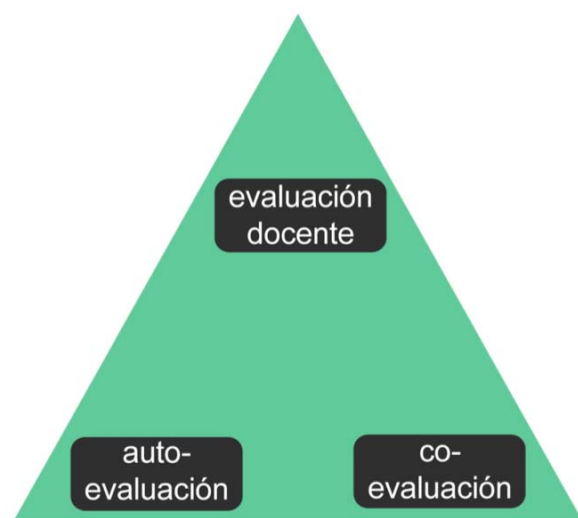 evaluación
docente
auto-
evaluación
co-
evaluación